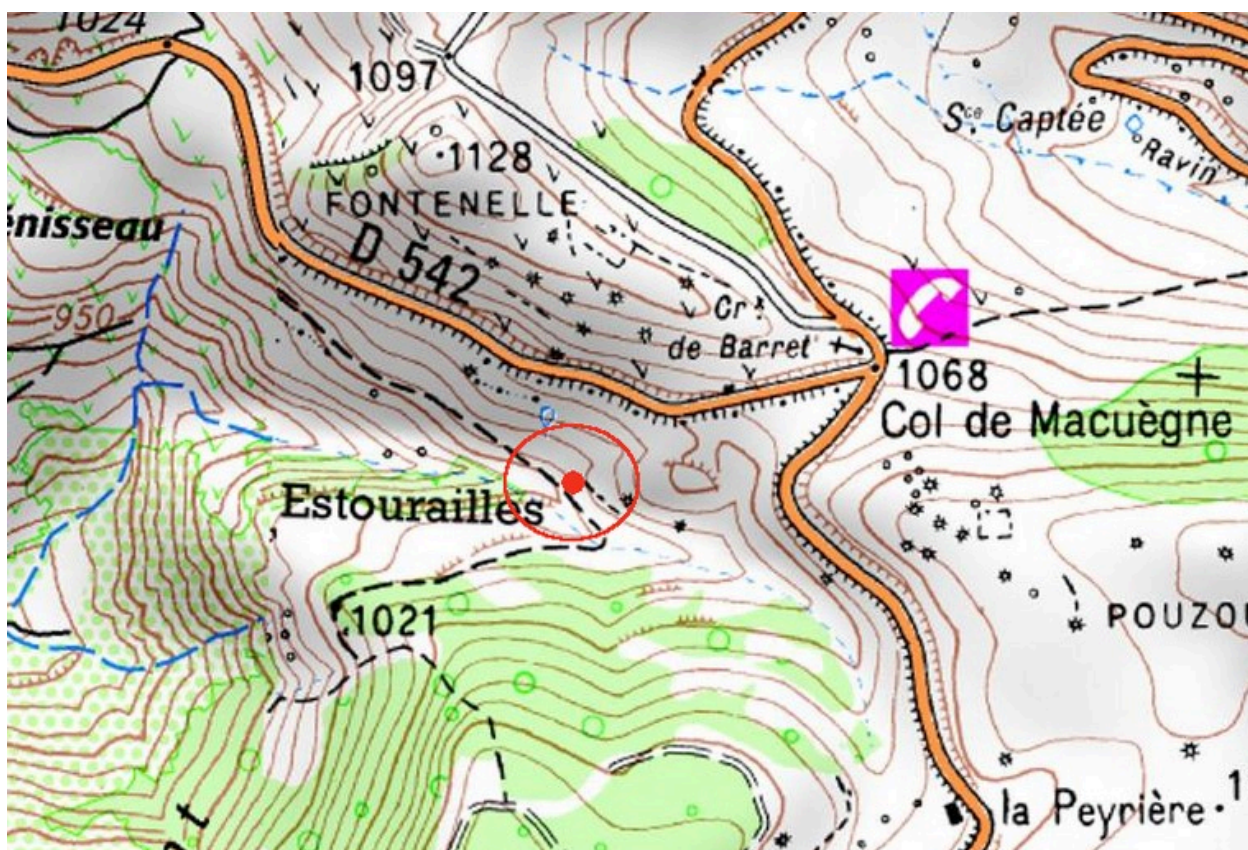 1024
1097
Sce Captée
Ravin
1128
FONTENELLE
énisseau
D 542
950
Cr
de Barret
1068
Col de Macuègne
Estourailles
1021
POUZOU
la Peyrière
1
t